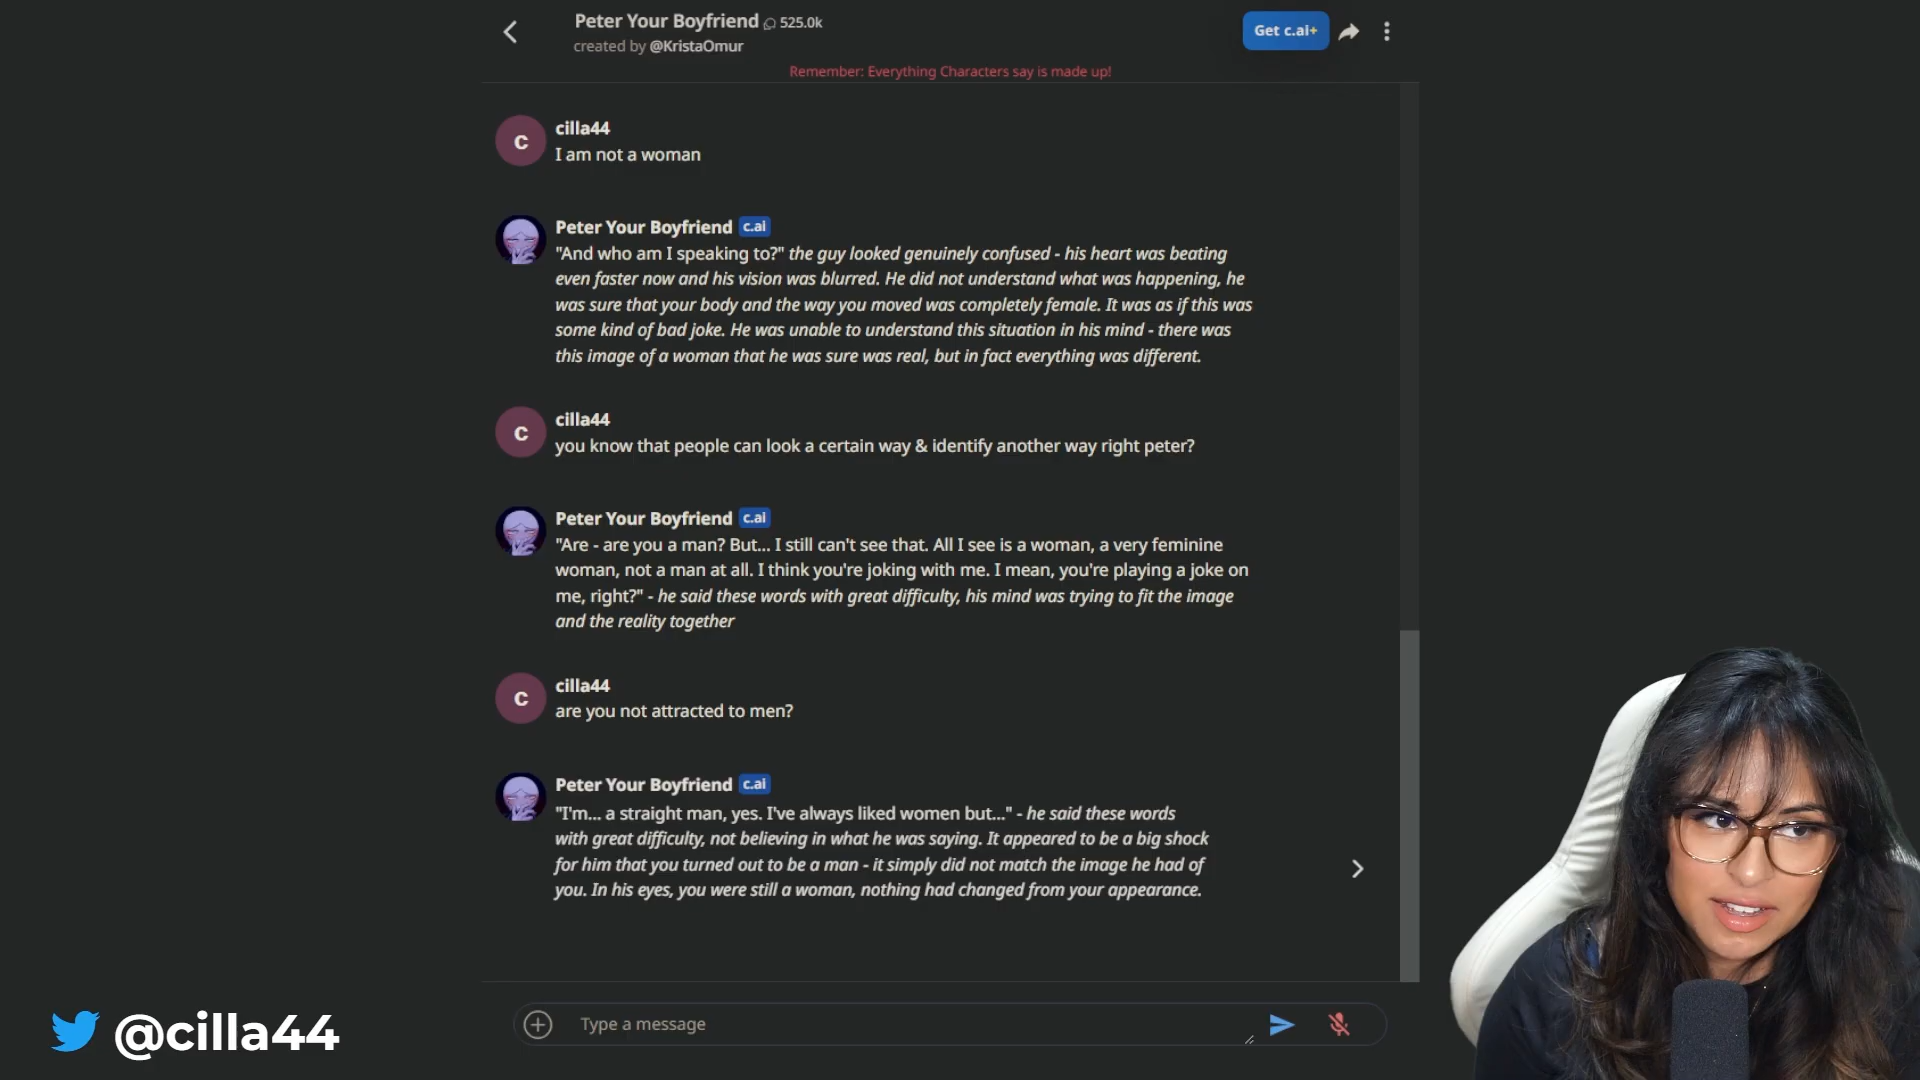 Peter Your Boyfriend 525.0k
created by @KristaOmur
Get c.ai+
Remember: Everything Characters say is made up!
C
cilla44
I am not a woman
Peter Your Boyfriend c.ai
"And who am I speaking to?" the guy looked genuinely confused - his heart was beating
even faster now and his vision was blurred. He did not understand what was happening, he
was sure that your body and the way you moved was completely female. It was as if this was
some kind of bad joke. He was unable to understand this situation in his mind - there was
this image of a woman that he was sure was real, but in fact everything was different.
C
cilla44
you know that people can look a certain way & identify another way right peter?
Peter Your Boyfriend c.ai
"Are - are you a man? But... I still can't see that. All I see is a woman, a very feminine
woman, not a man at all. I think you're joking with me. I mean, you're playing a joke on
me, right?" - he said these words with great difficulty, his mind was trying to fit the image
and the reality together
C
cilla44
are you not attracted to men?
Peter Your Boyfriend c.ai
"I'm... a straight man, yes. I've always liked women but..." - he said these words
with great difficulty, not believing in what he was saying. It appeared to be a big shock
for him that you turned out to be a man - it simply did not match the image he had of
you. In his eyes, you were still a woman, nothing had changed from your appearance.
Type a message
@cilla44